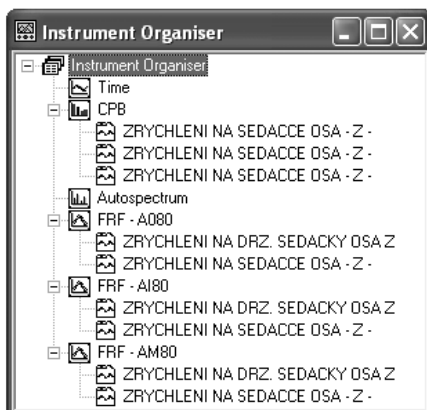 Instrument Organiser
Instrument Organiser
Time
CPB
ZRYCHLENI NA SEDACCE OSA - Z -
ZRYCHLENI NA SEDACCE OSA - Z -
ZRYCHLENI NA SEDACCE OSA - Z -
Autospectrum
FRF - A080
ZRYCHLENI NA DRZ. SEDACKY OSA Z
ZRYCHLENI NA SEDACCE OSA - Z -
FRF - AI80
ZRYCHLENI NA DRZ. SEDACKY OSA Z
ZRYCHLENI NA SEDACCE OSA - Z -
FRF - AM80
ZRYCHLENI NA DRZ. SEDACKY OSA Z
ZRYCHLENI NA SEDACCE OSA - Z -